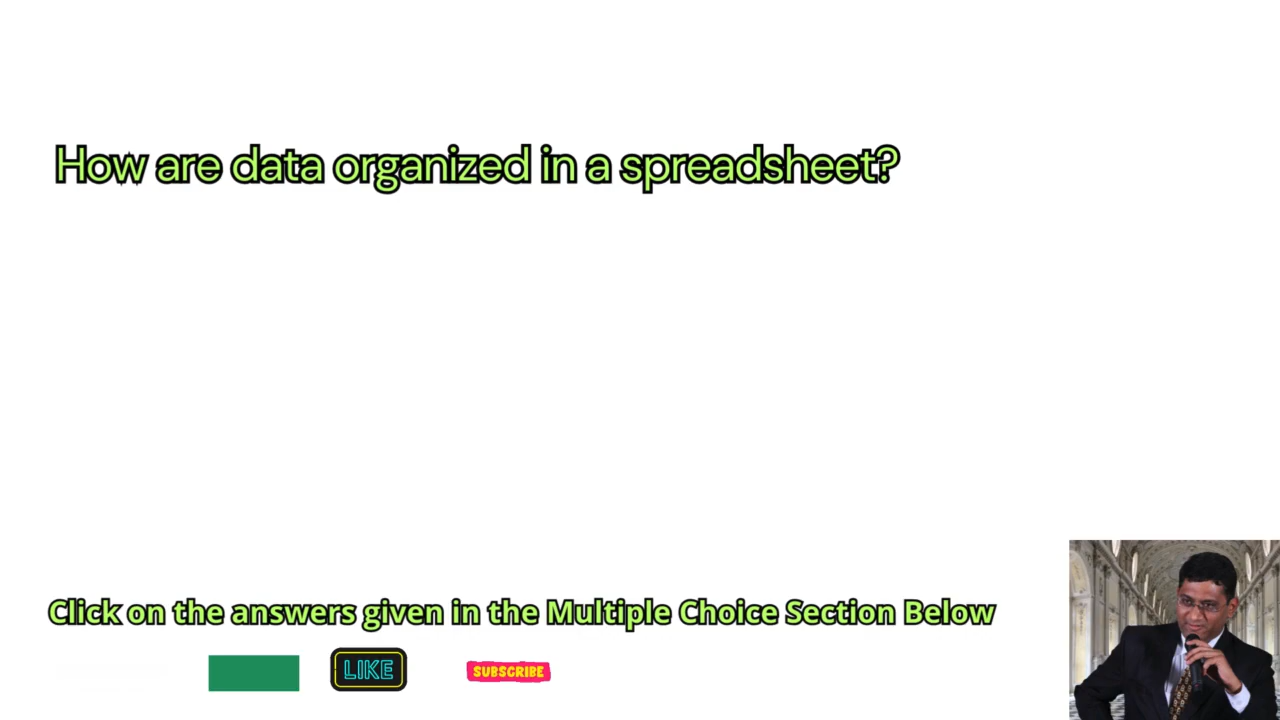 How are data organized in a spreadsheet?
Click on the answers given in the Multiple Choice Section Below
LIKE
SUBSCRIBE